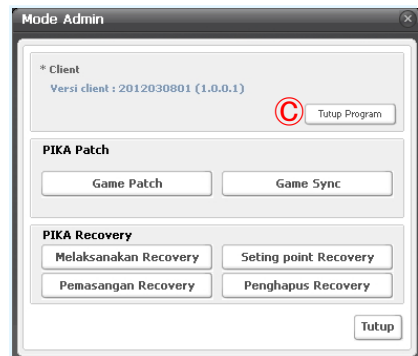 Mode Admin
* Client
Versi client : 2012030801 (1.0.0.1)
Ⓒ Tutup Program
PIKA Patch
Game Patch Game Sync
PIKA Recovery
Melaksanakan Recovery Seting point Recovery
Pemasangan Recovery Penghapus Recovery
Tutup